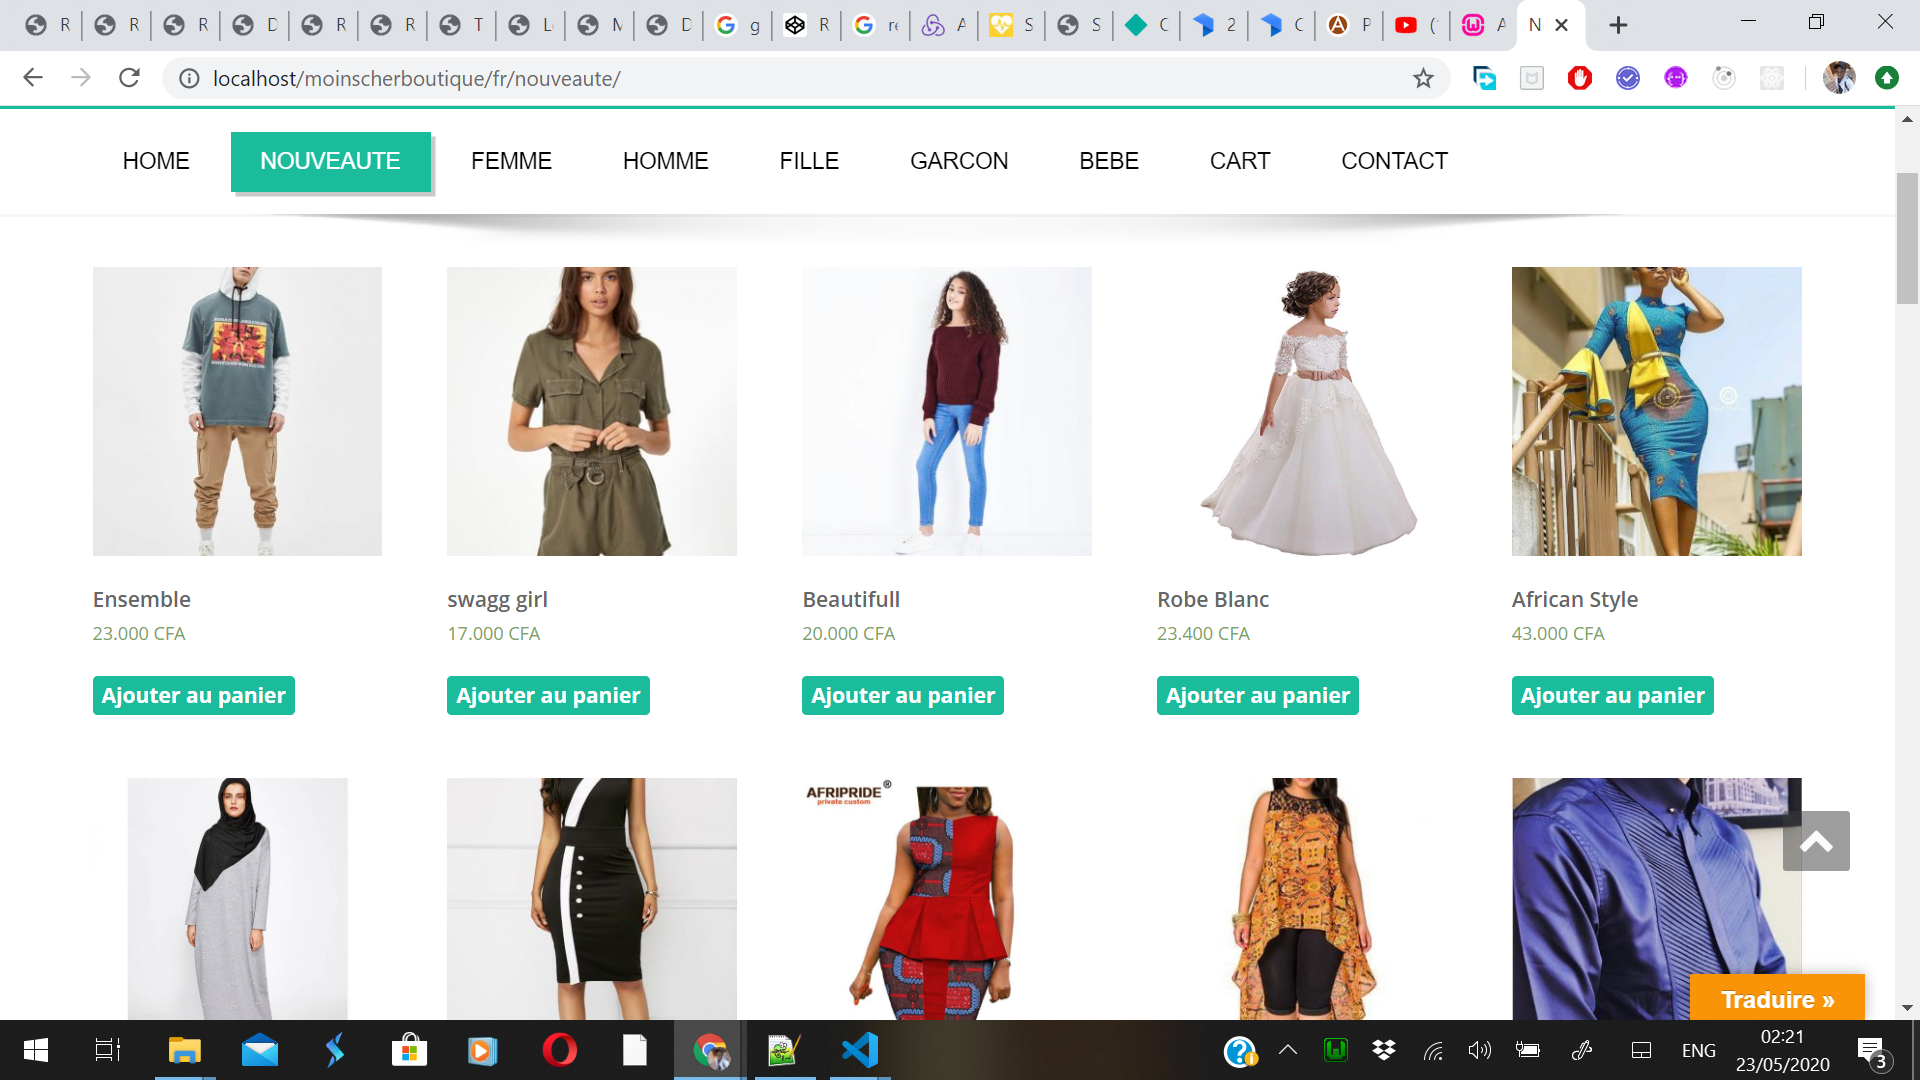 R R R D R R T L M D g R re A S S C 2 C P ( A N
localhost/moinscherboutique/fr/nouveaute/
HOME NOUVEAUTE FEMME HOMME FILLE GARCON BEBE CART CONTACT
Ensemble swagg girl Beautifull Robe Blanc African Style
23.000 CFA 17.000 CFA 20.000 CFA 23.400 CFA 43.000 CFA
Ajouter au panier Ajouter au panier Ajouter au panier Ajouter au panier Ajouter au panier
AFRIPRIDE ®
private custom
Traduire »
ENG
02:21
23/05/2020
3